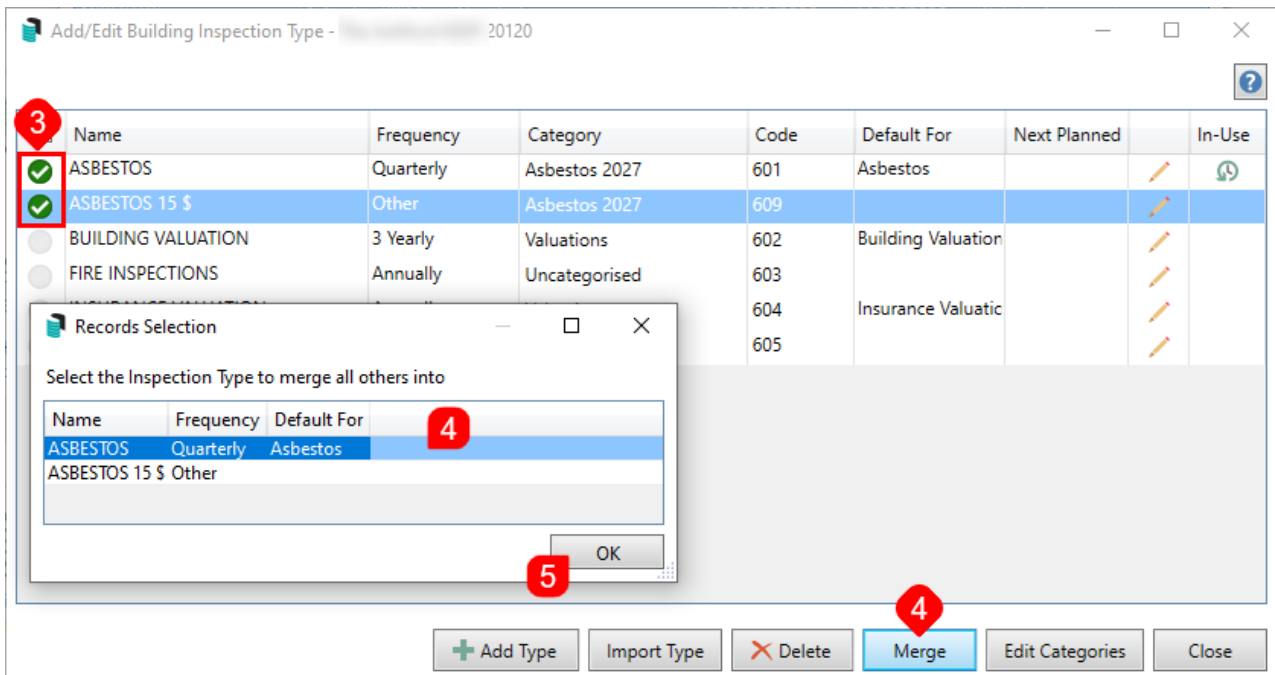 Add/Edit Building Inspection Type - 20120
3
Name Frequency Category Code Default For Next Planned In-Use
ASBESTOS Quarterly Asbestos 2027 601 Asbestos
ASBESTOS 15 $ Other Asbestos 2027 609
BUILDING VALUATION 3 Yearly Valuations 602 Building Valuation
FIRE INSPECTIONS Annually Uncategorised 603
604 Insurance Valuatic
605
Records Selection
Select the Inspection Type to merge all others into
Name Frequency Default For
4
ASBESTOS Quarterly Asbestos
ASBESTOS 15 $ Other
OK
5
4
Add Type Import Type Delete Merge Edit Categories Close